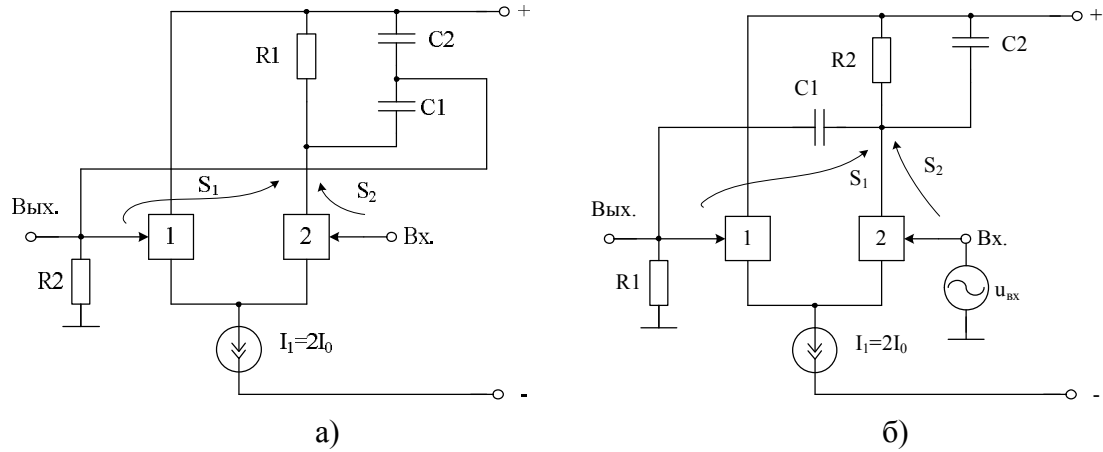 +
C2
R1
C1
S₁
S₂
Вых.
1
2
Вх.
R2
I₁=2I₀
-
а)
+
C2
R2
C1
S₁
S₂
Вых.
1
2
Вх.
R1
uвх
I₁=2I₀
-
б)